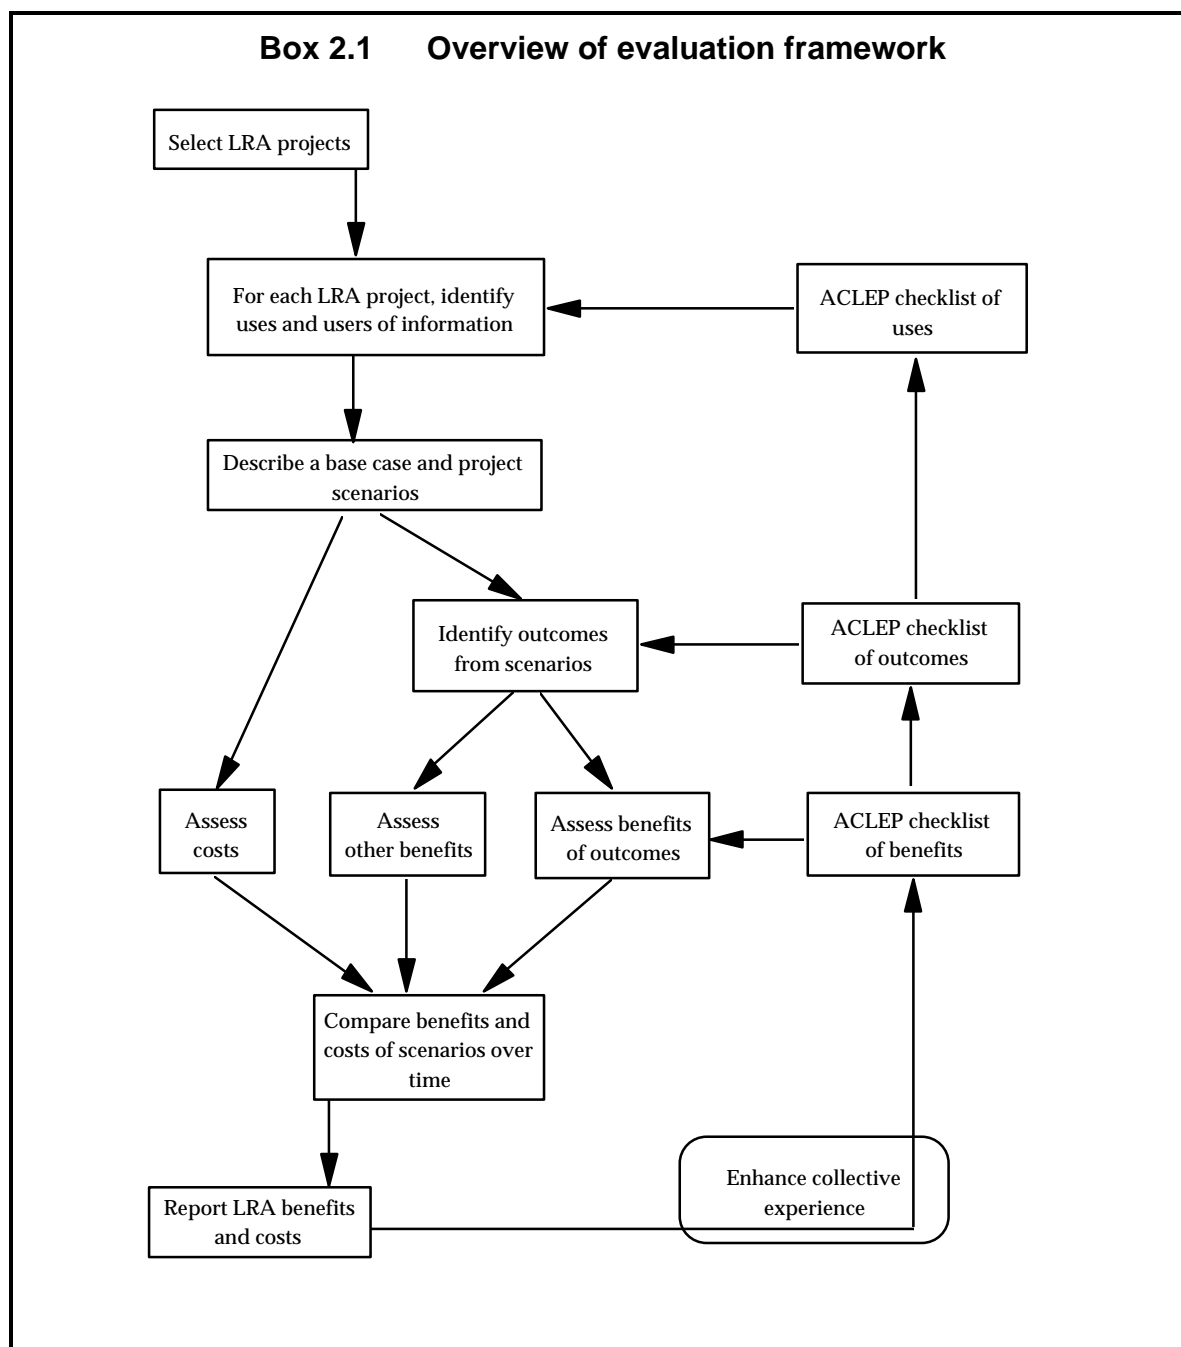 Box 2.1 Overview of evaluation framework
Select LRA projects
For each LRA project, identify
uses and users of information
ACLEP checklist of
uses
Describe a base case and project
scenarios
Identify outcomes
from scenarios
ACLEP checklist
of outcomes
Assess
costs
Assess
other benefits
Assess benefits
of outcomes
ACLEP checklist
of benefits
Compare benefits and
costs of scenarios over
time
Enhance collective
experience
Report LRA benefits
and costs